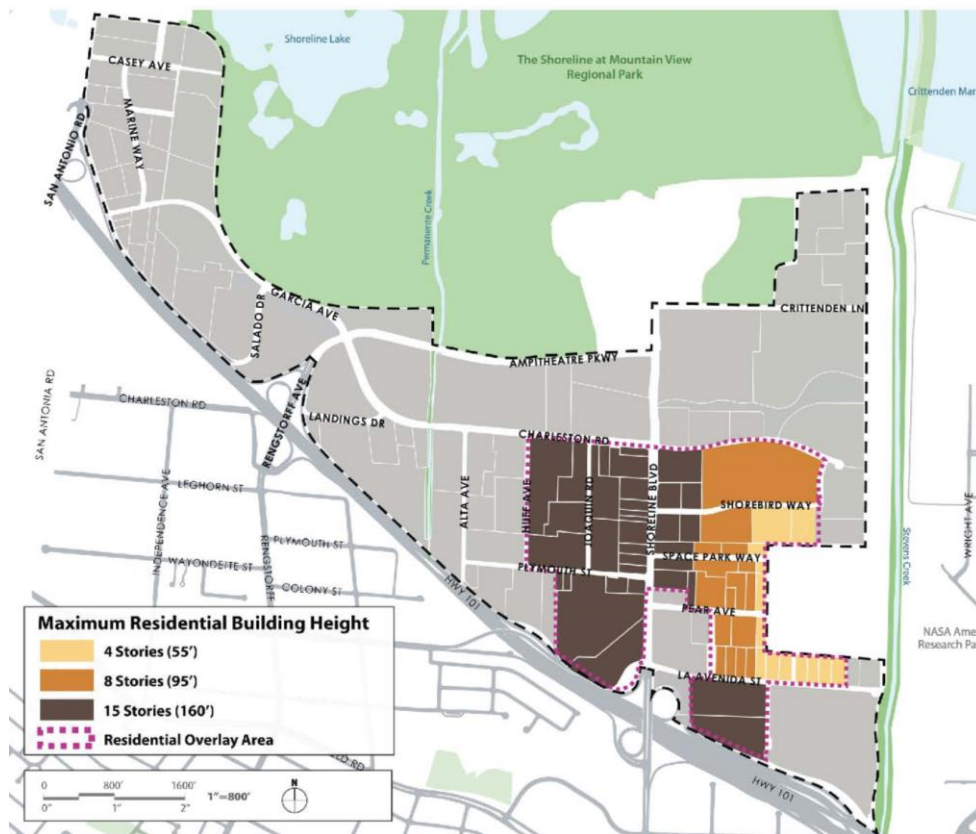 Shoreline Lake
The Shoreline at Mountain View
Regional Park
Crittenden Mar
CASEY AVE
MARINE WAY
SAN ANTONIO RD
Permanente Creek
GARCIA AVE
SALADO DR
CRITTENDEN LN
AMPITHEATRE PKWY
RENGSTORFF AVE
SAN ANTONIA RD
CHARLESTON RD
LANDINGS DR
CHARLESTON RD
INDEPENDENCE AVE
LEGHORN ST
ALTA AVE
HUFF AVE
JOAQUIN RD
SHORELINE BLVD
SHOREBIRD WAY
WRIGHT AVE
Stevens Creek
RENGSTORFF
PLYMOUTH ST
WAYONDETTE ST
COLONY ST
SPACE PARK WAY
PLYMOUTH ST
HWY 101
PEAR AVE
NASA Ame
Research Pa
LA AVENIDA ST
HWY 101
Maximum Residential Building Height
4 Stories (55')
8 Stories (95')
15 Stories (160')
Residential Overlay Area
LO RD
0 800' 1600'
0 1" 2"
1"=800'
N